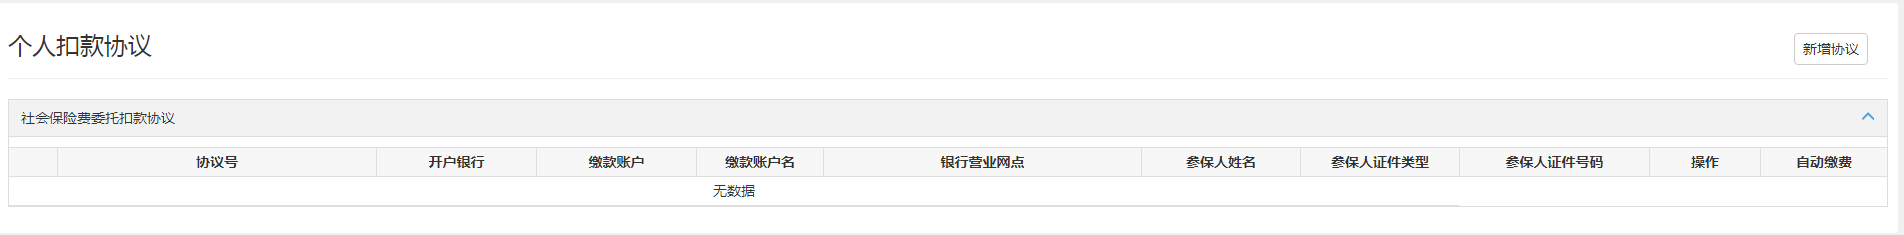 个人扣款协议
新增协议
社会保险费委托扣款协议
协议号 开户银行 缴款账户 缴款账户名 银行营业网点 参保人姓名 参保人证件类型 参保人证件号码 操作 自动缴费
无数据